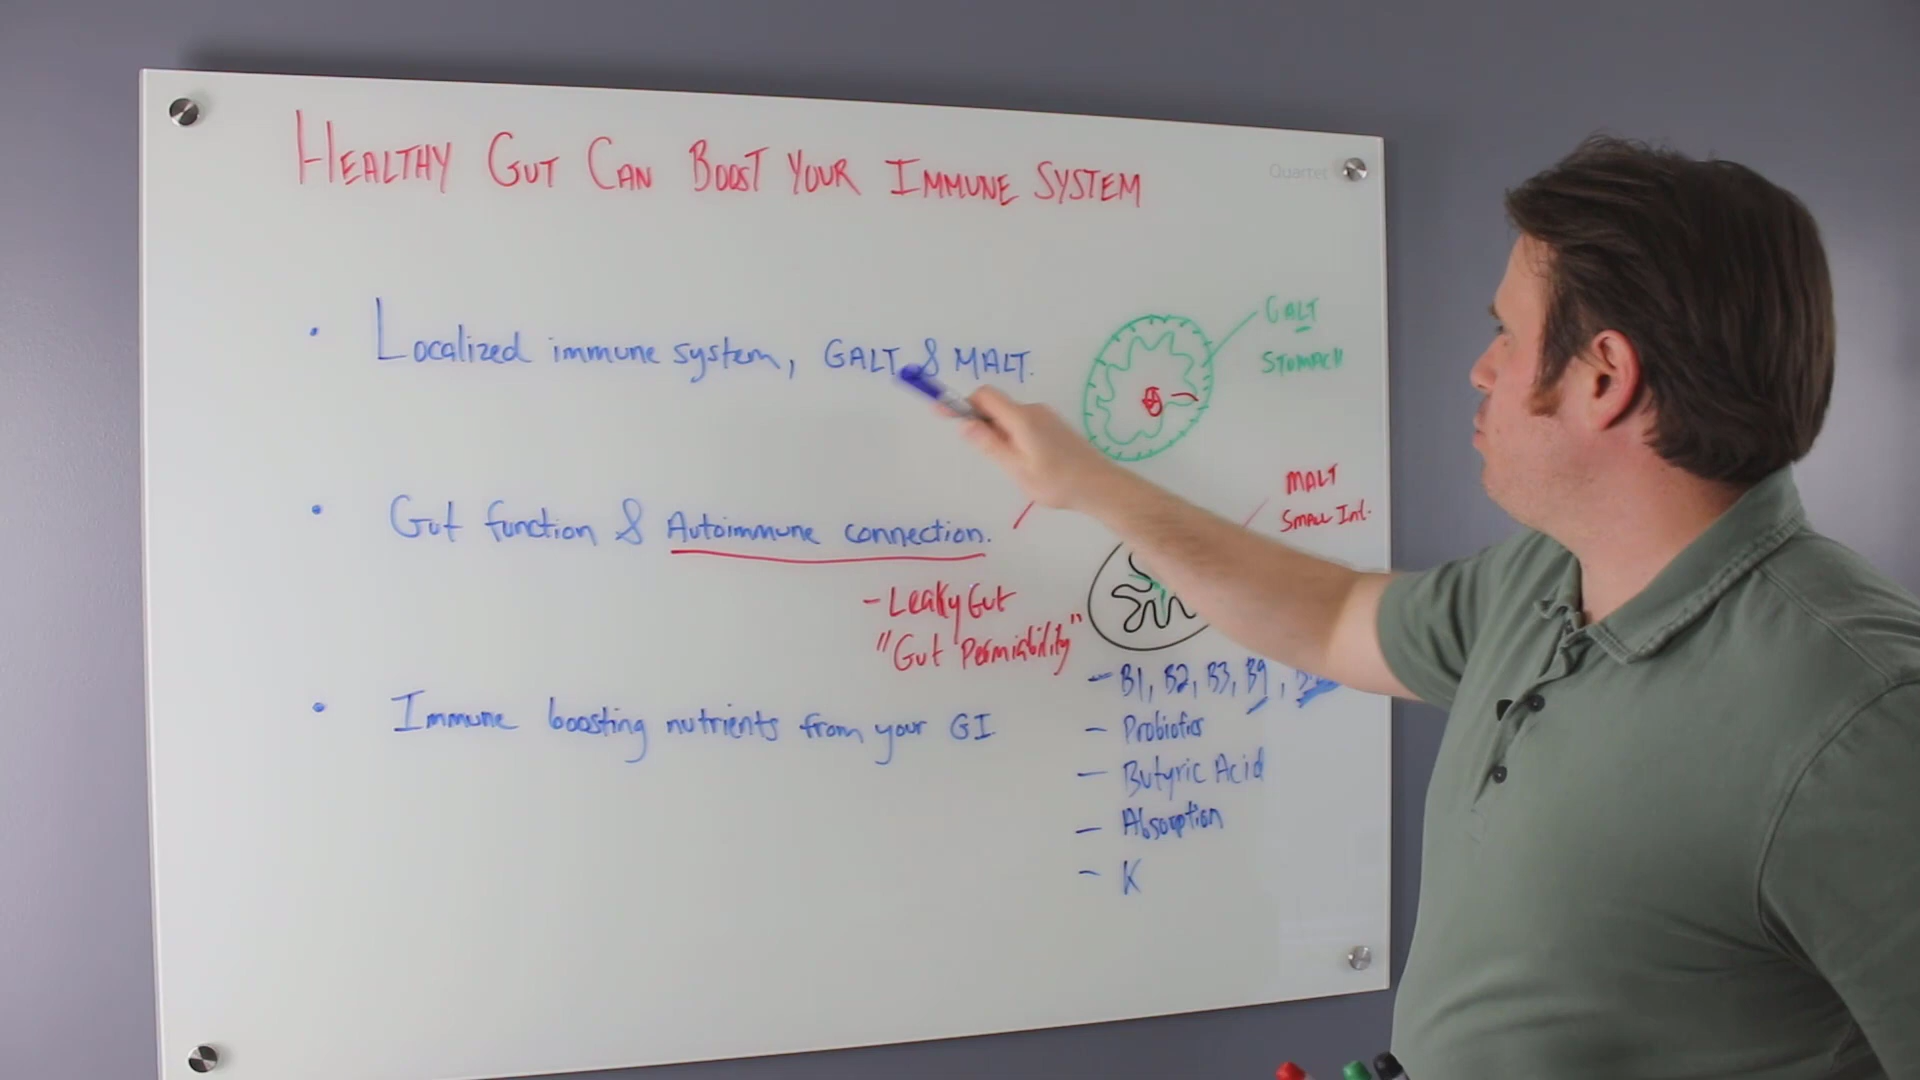 HEALTHY GUT CAN BOOST YOUR IMMUNE SYSTEM
Quartet
• Localized immune system, GALT & MALT.
GALT
STOMACH
• Gut function & Autoimmune connection.
MALT
SMALL Int.
- Leaky Gut
"Gut Permiability"
- B1, B2, B3, B9,
• Immune boosting nutrients from your GI
- Probiotics
- Butyric Acid
- Absorption
- K